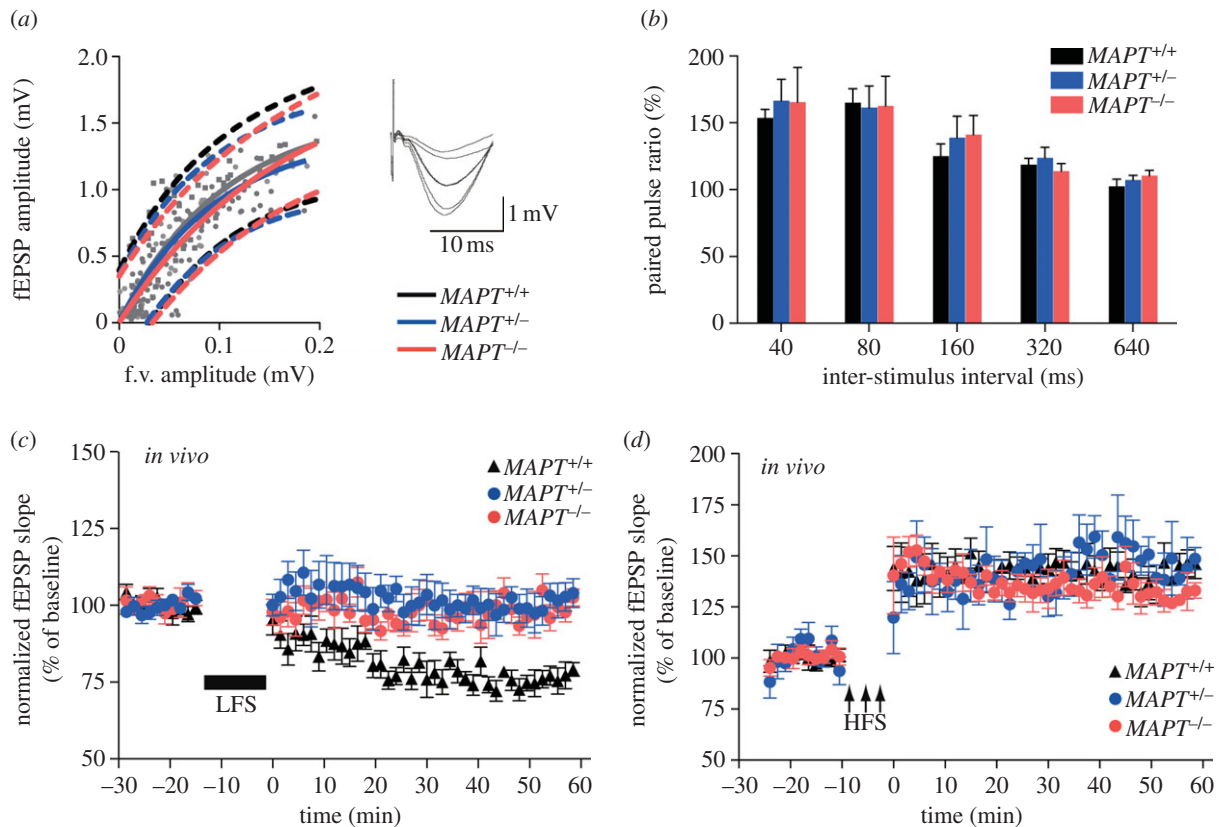 (a)
fEPSP amplitude (mV)
2.0
1.5
1.0
0.5
0
0
0.1
0.2
f.v. amplitude (mV)
1 mV
10 ms
MAPT+/+
MAPT+/–
MAPT–/–
(b)
paired pulse rario (%)
200
150
100
50
0
40
80
160
320
640
inter-stimulus interval (ms)
MAPT+/+
MAPT+/–
MAPT–/–
(c)
normalized fEPSP slope
(% of baseline)
150
125
100
75
50
in vivo
MAPT+/+
MAPT+/–
MAPT–/–
LFS
–30
–20
–10
0
10
20
30
40
50
60
time (min)
(d)
normalized fEPSP slope
(% of baseline)
200
175
150
125
100
75
50
in vivo
HFS
MAPT+/+
MAPT+/–
MAPT–/–
–30
–20
–10
0
10
20
30
40
50
60
time (min)